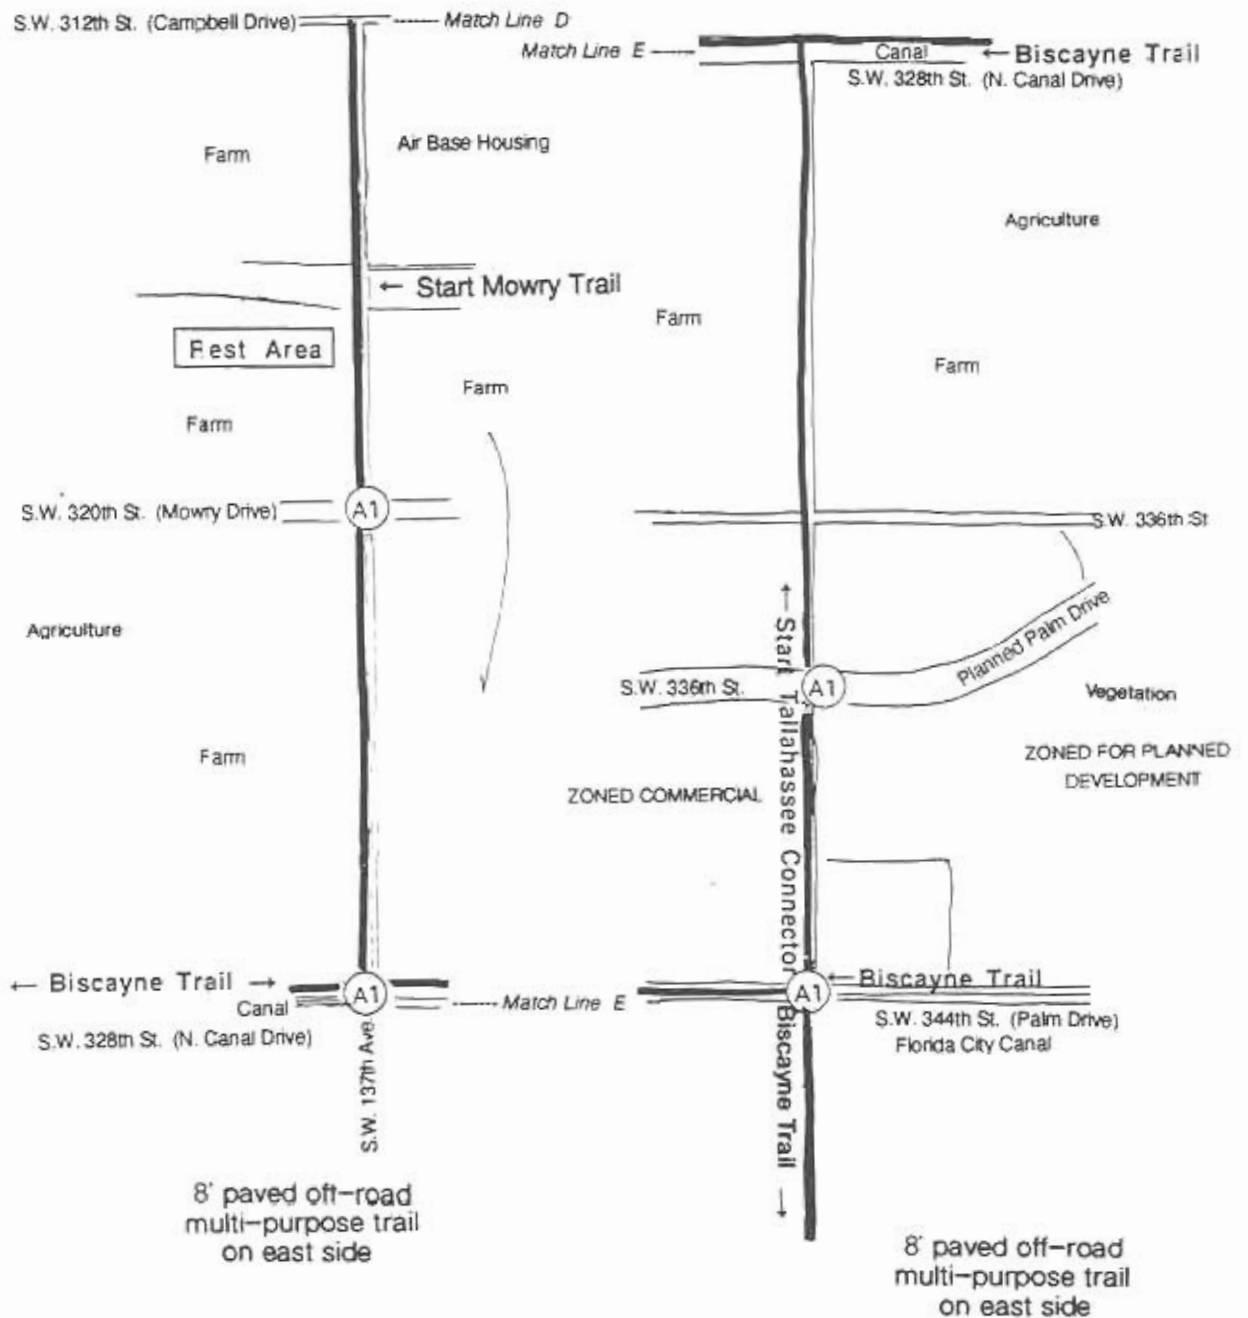 S.W. 312th St. (Campbell Drive)
Match Line D
Farm
Air Base Housing
← Start Mowry Trail
Rest Area
Farm
Farm
S.W. 320th St. (Mowry Drive)
A1
Agriculture
Farm
← Biscayne Trail →
A1
Canal
Match Line E
S.W. 328th St. (N. Canal Drive)
S.W. 137th Ave.
8' paved off-road
multi-purpose trail
on east side
Match Line E
Canal
← Biscayne Trail
S.W. 328th St. (N. Canal Drive)
Agriculture
Farm
Farm
S.W. 336th St
Planned Palm Drive
S.W. 336th St.
A1
Vegetation
ZONED FOR PLANNED
DEVELOPMENT
ZONED COMMERCIAL
← Start Tallahassee Connector
← Biscayne Trail
A1
S.W. 344th St. (Palm Drive)
Florida City Canal
Biscayne Trail →
8' paved off-road
multi-purpose trail
on east side